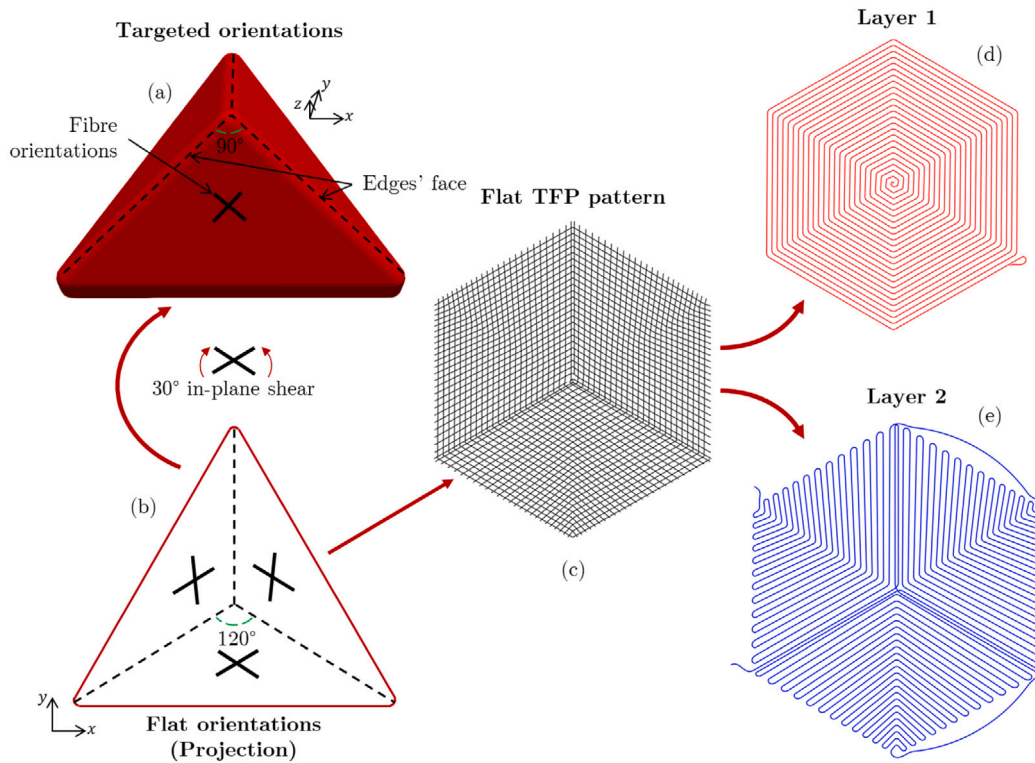 Targeted orientations
(a)
y
z
x
Fibre
orientations
90°
Edges' face
30° in-plane shear
(b)
120°
y
x
Flat orientations
(Projection)
Flat TFP pattern
(c)
Layer 1
(d)
Layer 2
(e)